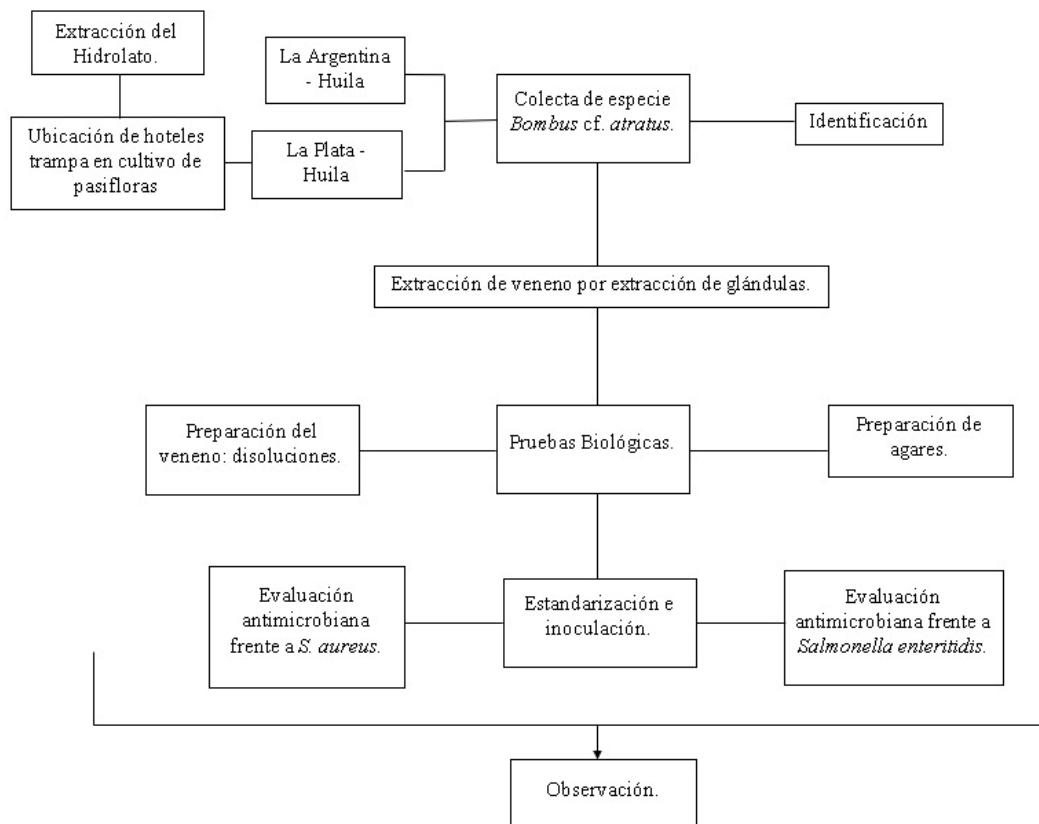 Extracción del
Hidrolato.
La Argentina
- Huila
Colecta de especie
Bombus cf. atratus.
Identificación
Ubicación de hoteles
trampa en cultivo de
pasifloras
La Plata -
Huila
Extracción de veneno por extracción de glándulas.
Preparación del
veneno: disoluciones.
Pruebas Biológicas.
Preparación de
agares.
Evaluación
antimicrobiana
frente a S. aureus.
Estandarización e
inoculación.
Evaluación
antimicrobiana frente a
Salmonella enteritidis.
Observación.